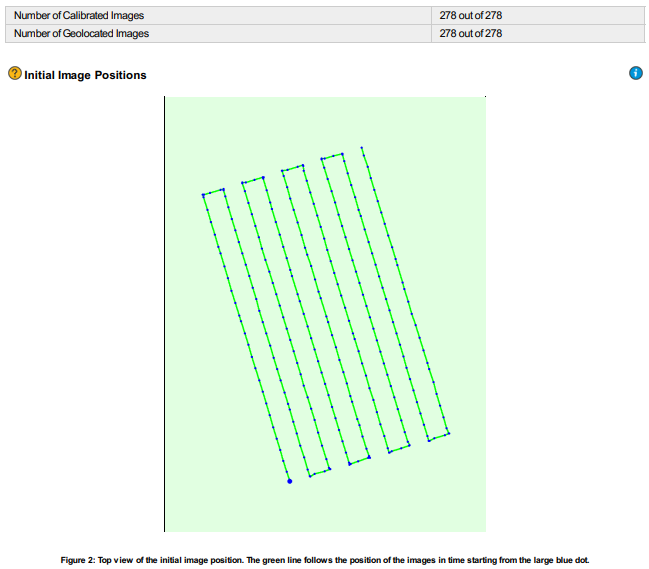 Number of Calibrated Images 278 out of 278
Number of Geolocated Images 278 out of 278
? Initial Image Positions i
Figure 2: Top view of the initial image position. The green line follows the position of the images in time starting from the large blue dot.